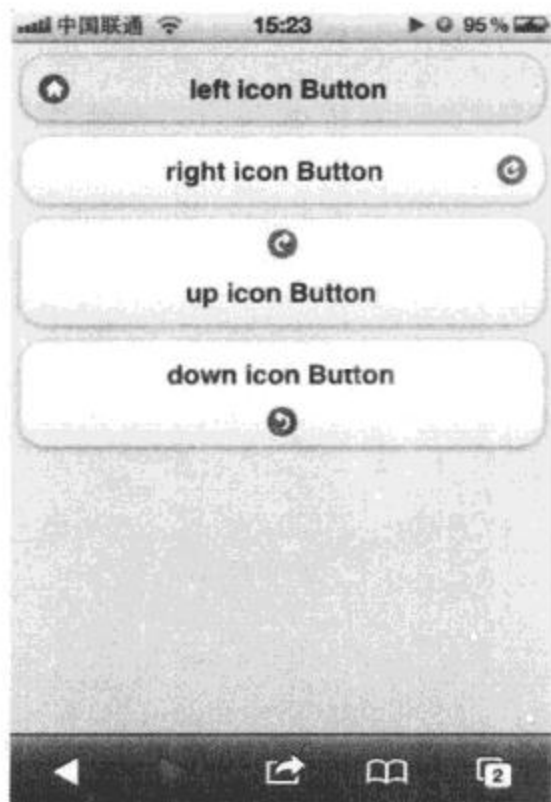 中国联通 15:23 95%
left icon Button
right icon Button
up icon Button
down icon Button
2